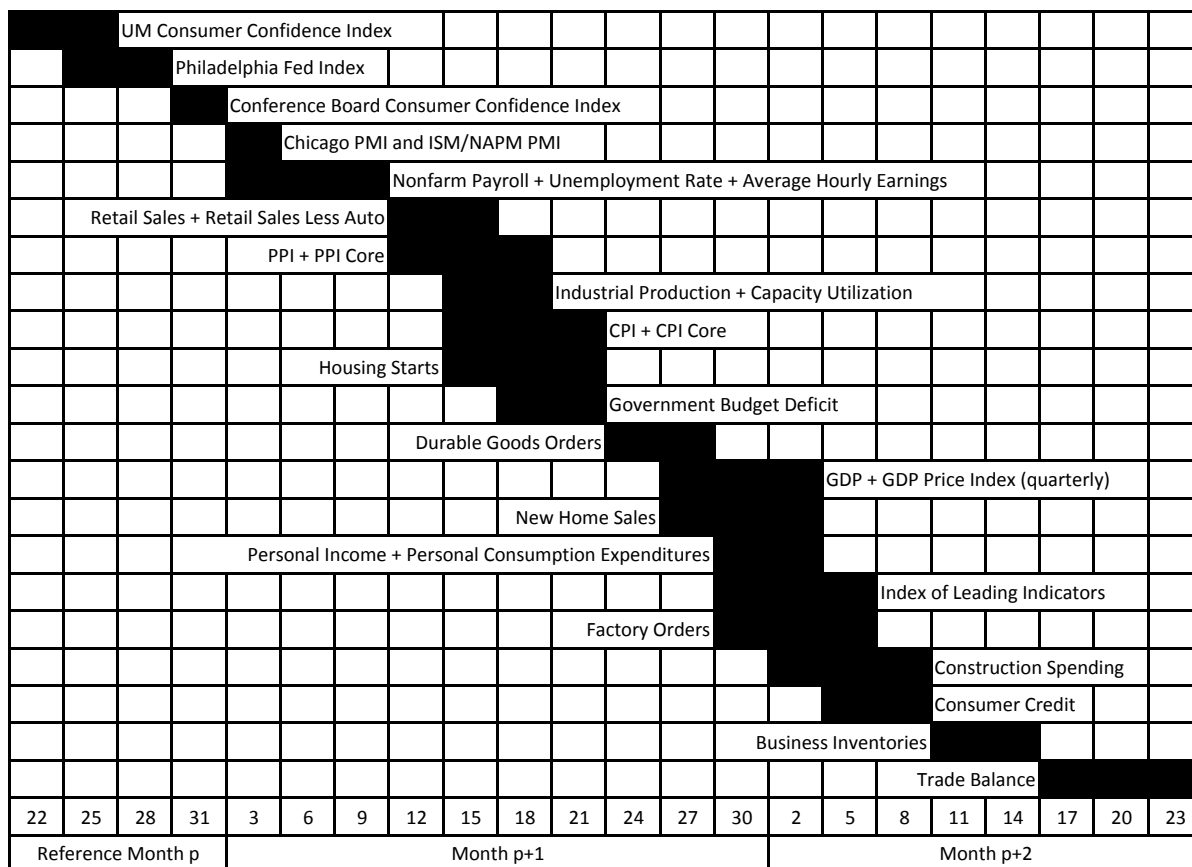 UM Consumer Confidence Index
Philadelphia Fed Index
Conference Board Consumer Confidence Index
Chicago PMI and ISM/NAPM PMI
Nonfarm Payroll + Unemployment Rate + Average Hourly Earnings
Retail Sales + Retail Sales Less Auto
PPI + PPI Core
Industrial Production + Capacity Utilization
CPI + CPI Core
Housing Starts
Government Budget Deficit
Durable Goods Orders
GDP + GDP Price Index (quarterly)
New Home Sales
Personal Income + Personal Consumption Expenditures
Index of Leading Indicators
Factory Orders
Construction Spending
Consumer Credit
Business Inventories
Trade Balance
22 25 28 31 3 6 9 12 15 18 21 24 27 30 2 5 8 11 14 17 20 23
Reference Month p Month p+1 Month p+2